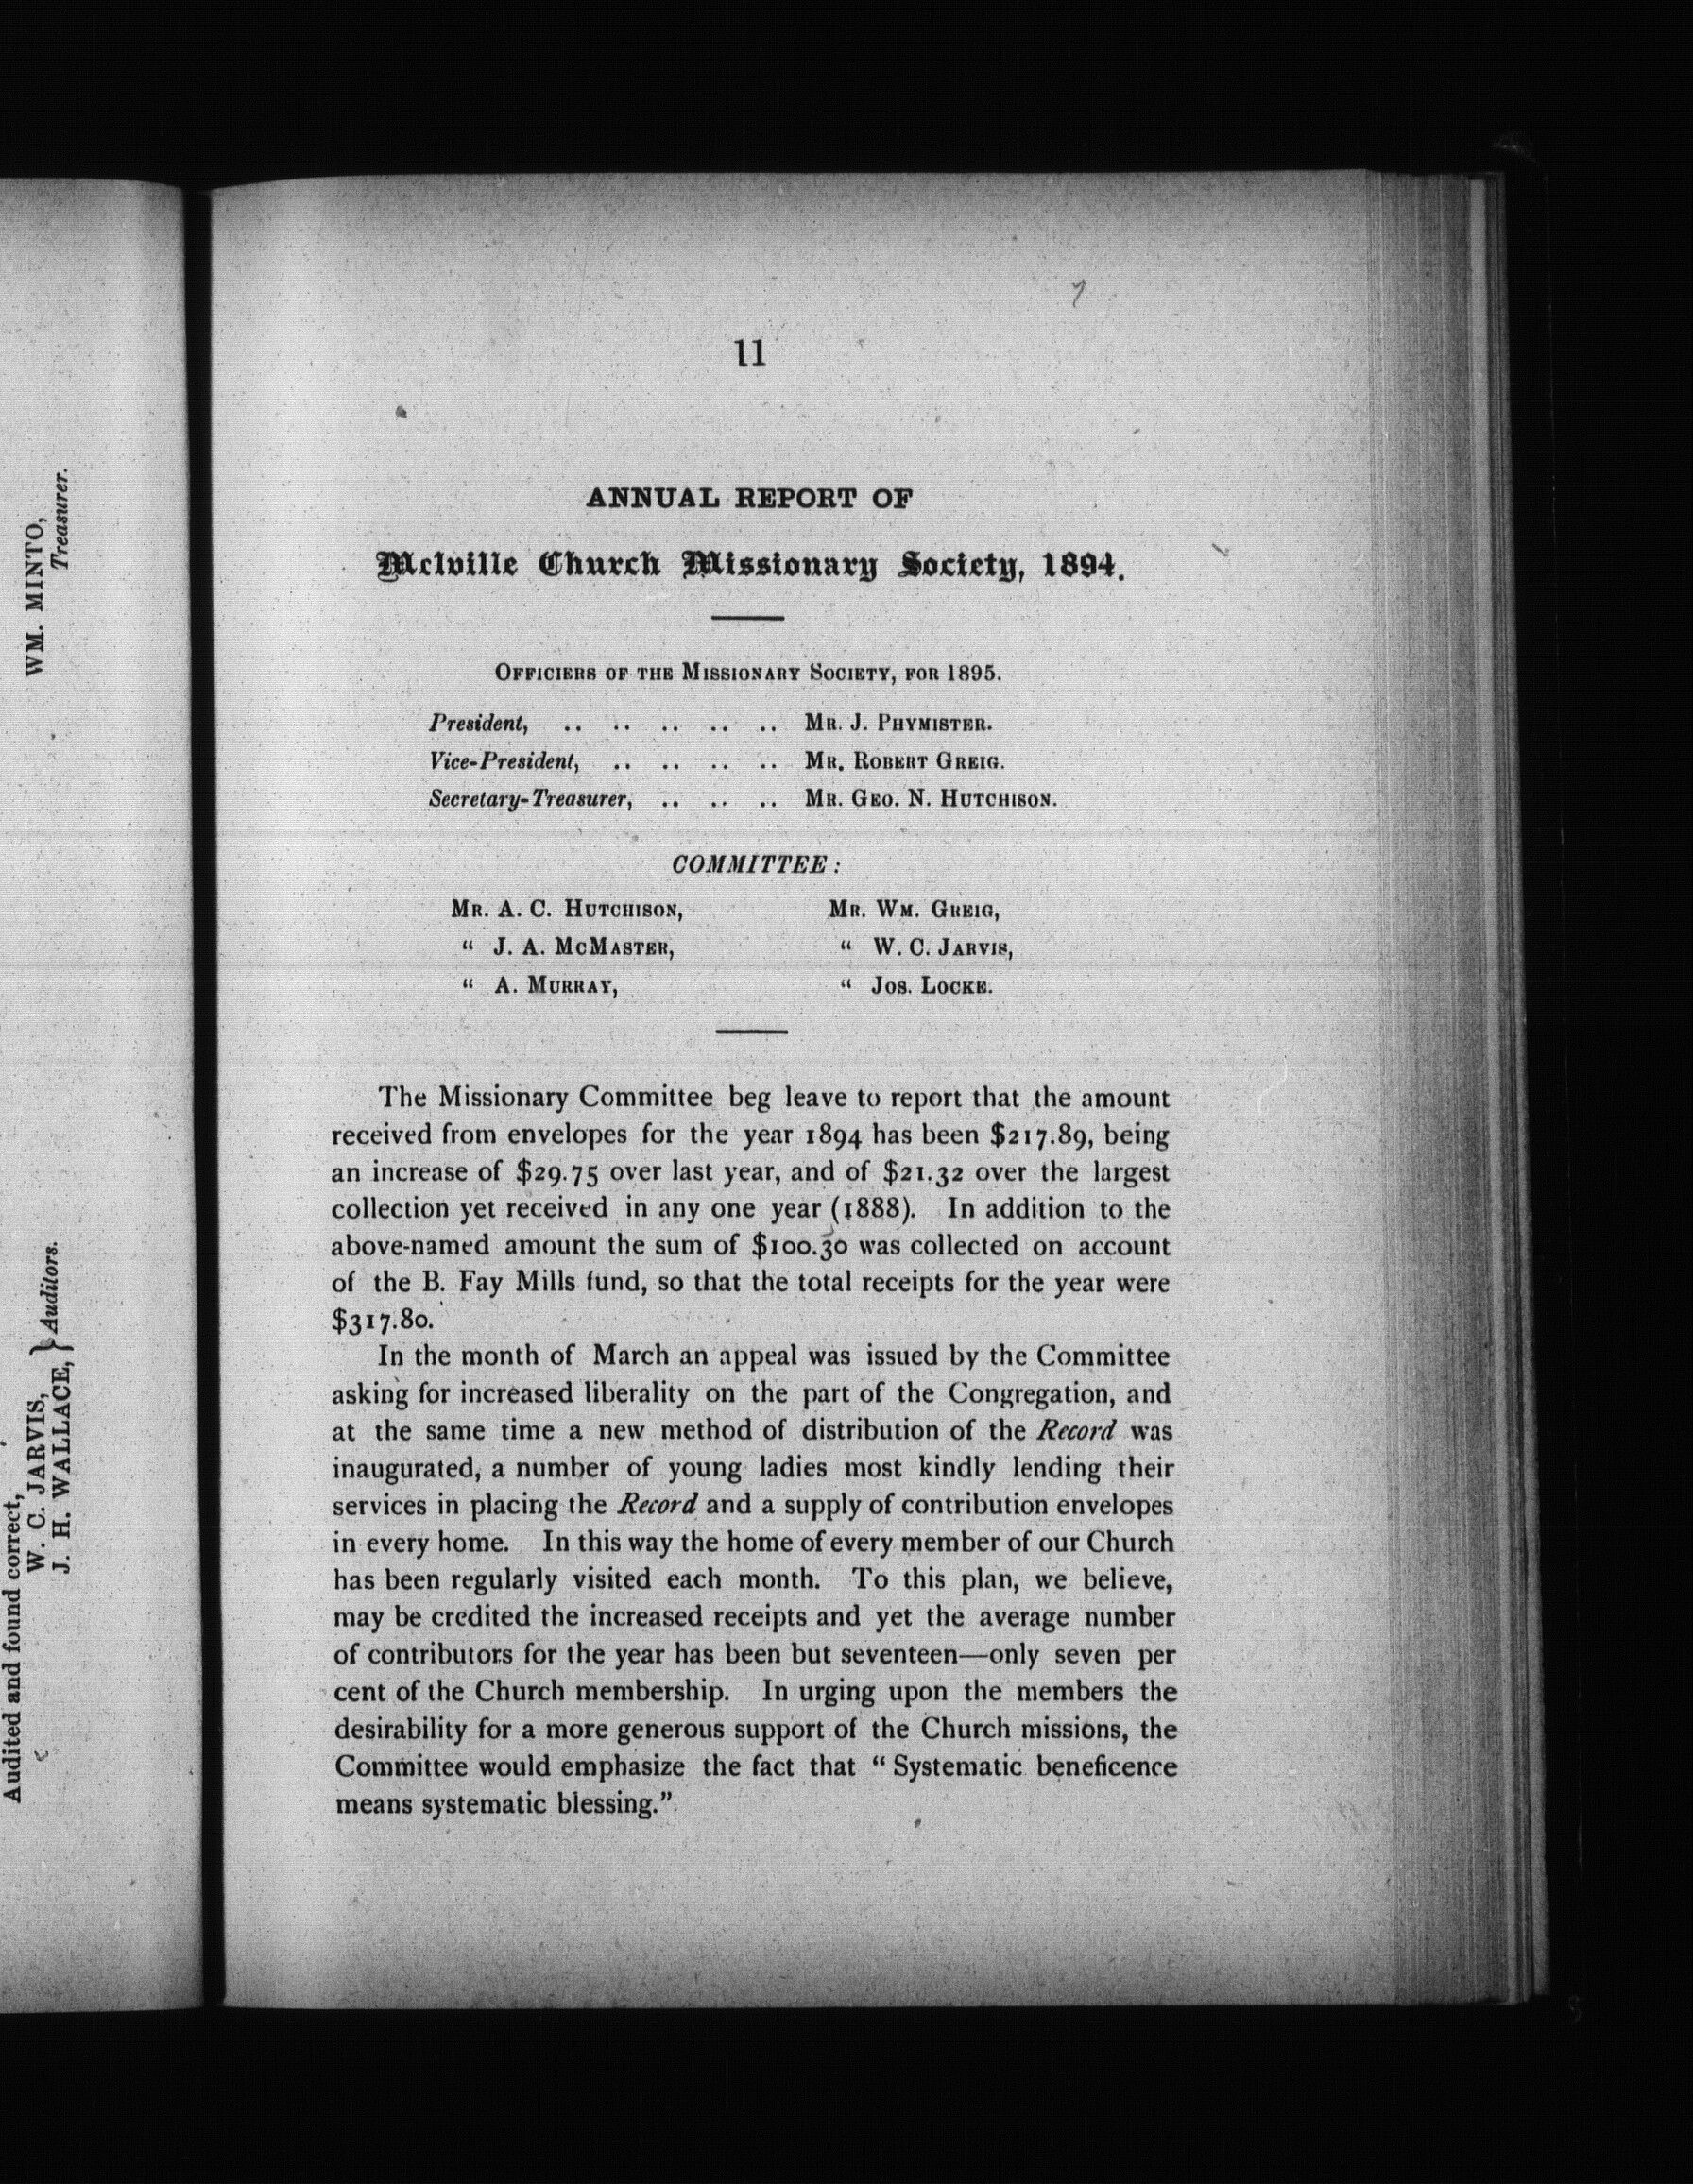 WM. MINTO,
Treasurer.
Audited and found correct,
W. C. JARVIS,
J. H. WALLACE, } Auditors.
7
11
ANNUAL REPORT OF
Melville Church Missionary Society, 1894.
OFFICIERS OF THE MISSIONARY SOCIETY, FOR 1895.
President, .. .. .. .. .. MR. J. PHYMISTER.
Vice-President, .. .. .. .. MR. ROBERT GREIG.
Secretary-Treasurer, .. .. .. MR. GEO. N. HUTCHISON.
COMMITTEE:
MR. A. C. HUTCHISON, MR. WM. GREIG,
" J. A. MCMASTER, " W. C. JARVIS,
" A. MURRAY, " JOS. LOCKE.
The Missionary Committee beg leave to report that the amount
received from envelopes for the year 1894 has been $217.89, being
an increase of $29.75 over last year, and of $21.32 over the largest
collection yet received in any one year (1888). In addition to the
above-named amount the sum of $100.30 was collected on account
of the B. Fay Mills fund, so that the total receipts for the year were
$317.80.
In the month of March an appeal was issued by the Committee
asking for increased liberality on the part of the Congregation, and
at the same time a new method of distribution of the Record was
inaugurated, a number of young ladies most kindly lending their
services in placing the Record and a supply of contribution envelopes
in every home. In this way the home of every member of our Church
has been regularly visited each month. To this plan, we believe,
may be credited the increased receipts and yet the average number
of contributors for the year has been but seventeen—only seven per
cent of the Church membership. In urging upon the members the
desirability for a more generous support of the Church missions, the
Committee would emphasize the fact that “Systematic beneficence
means systematic blessing.”